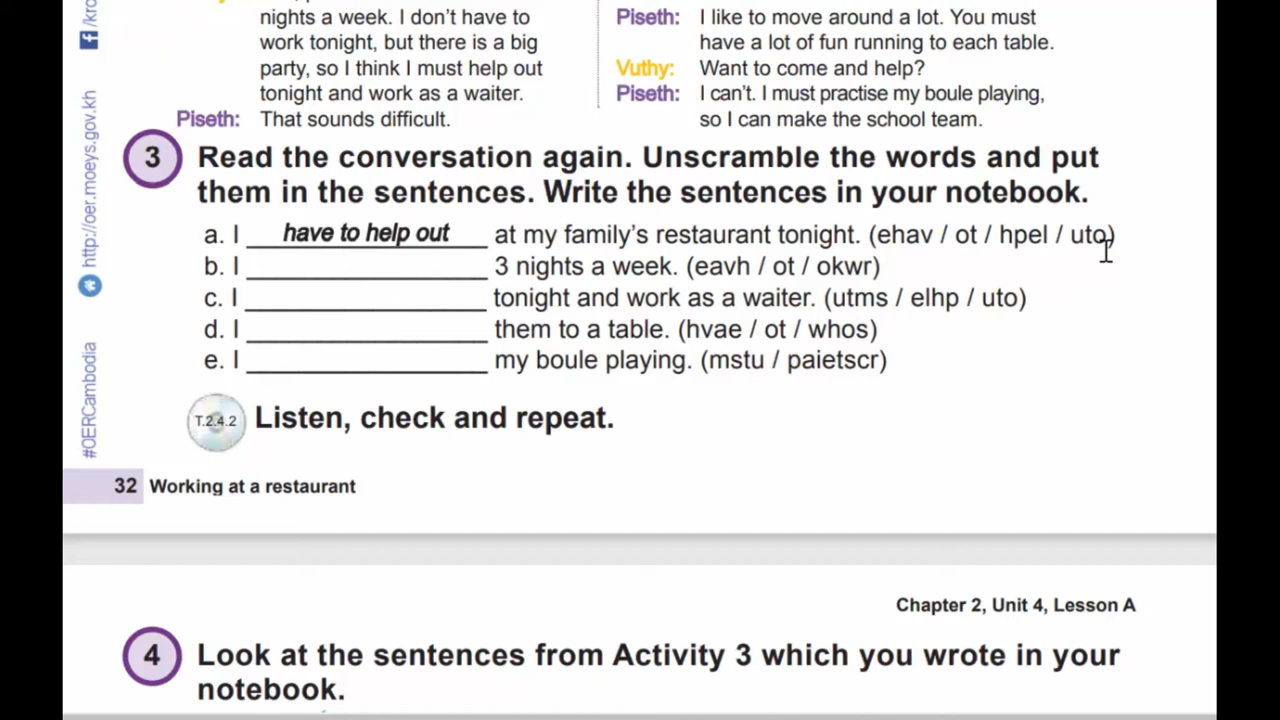 nights a week. I don't have to
work tonight, but there is a big
party, so I think I must help out
tonight and work as a waiter.
Piseth: That sounds difficult.
Piseth: I like to move around a lot. You must
have a lot of fun running to each table.
Vuthy: Want to come and help?
Piseth: I can't. I must practise my boule playing,
so I can make the school team.
3 Read the conversation again. Unscramble the words and put
them in the sentences. Write the sentences in your notebook.
a. I have to help out at my family's restaurant tonight. (ehav / ot / hpel / uto)
b. I ________________ 3 nights a week. (eavh / ot / okwr)
c. I ________________ tonight and work as a waiter. (utms / elhp / uto)
d. I ________________ them to a table. (hvae / ot / whos)
e. I ________________ my boule playing. (mstu / paietscr)
T.2.4.2 Listen, check and repeat.
32 Working at a restaurant
#OERCambodia
http://oer.moeys.gov.kh
Chapter 2, Unit 4, Lesson A
4 Look at the sentences from Activity 3 which you wrote in your
notebook.